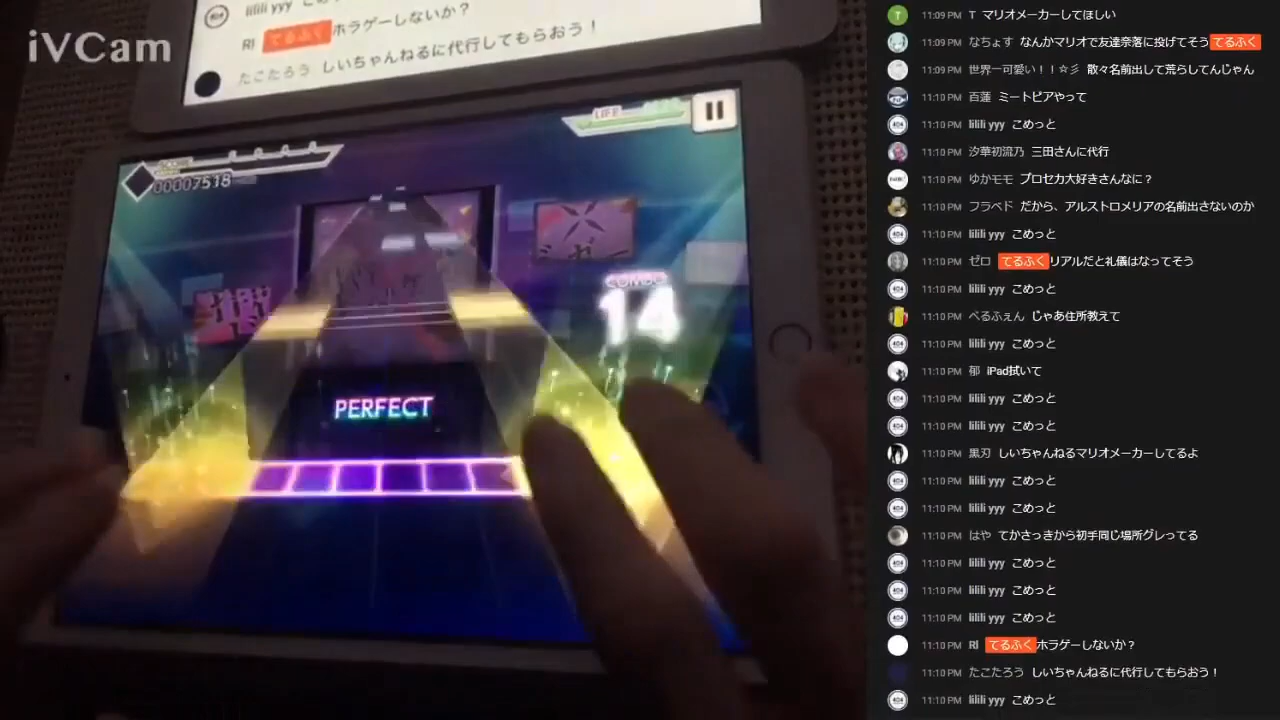 iVCam
lilili yyy こめっと
RI てるふくホラゲーしないか？
たこたろう しいちゃんねるに代行してもらおう！
SCORE
00007518
LIFE
COMBO
14
PERFECT
11:09 PM T マリオメーカーしてほしい
11:09 PM なちょす なんかマリオで友達奈落に投げてそうてるふく
11:09 PM 世界一可愛い！！☆彡 散々名前出して荒らしてんじゃん
11:10 PM 百蓮 ミートピアやって
11:10 PM lilili yyy こめっと
11:10 PM 汐華初流乃 三田さんに代行
11:10 PM ゆかモモ プロセカ大好きさんなに？
11:10 PM フラベド だから、アルストロメリアの名前出さないのか
11:10 PM lilili yyy こめっと
11:10 PM ゼロ てるふくリアルだと礼儀はなってそう
11:10 PM lilili yyy こめっと
11:10 PM べるふぇん じゃあ住所教えて
11:10 PM lilili yyy こめっと
11:10 PM 郁 iPad拭いて
11:10 PM lilili yyy こめっと
11:10 PM lilili yyy こめっと
11:10 PM 黒刃 しいちゃんねるマリオメーカーしてるよ
11:10 PM lilili yyy こめっと
11:10 PM lilili yyy こめっと
11:10 PM はや てかさっきから初手同じ場所グレってる
11:10 PM lilili yyy こめっと
11:10 PM lilili yyy こめっと
11:10 PM lilili yyy こめっと
11:10 PM RI てるふくホラゲーしないか？
11:10 PM たこたろう しいちゃんねるに代行してもらおう！
11:10 PM lilili yyy こめっと